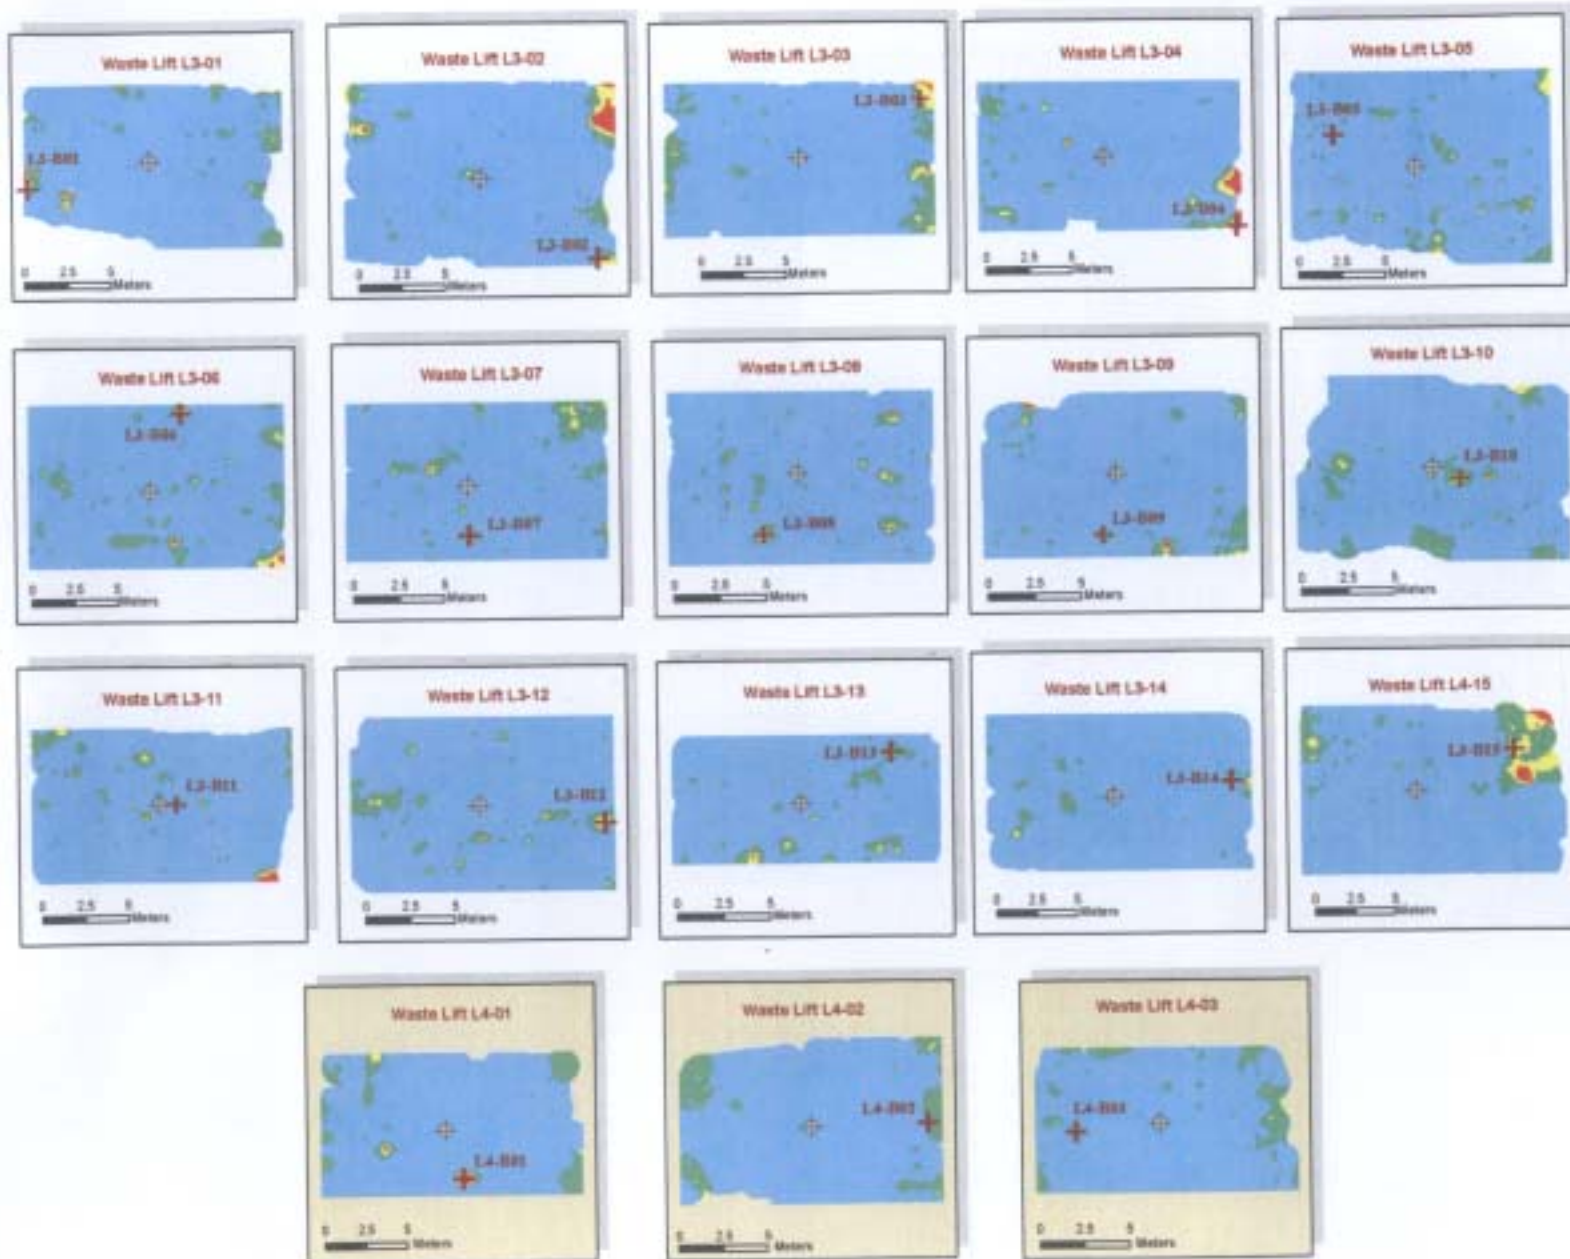 Waste Lift L3-01
L3-B01
0 2.5 5
Meters
Waste Lift L3-02
L3-B02
0 2.5 5
Meters
Waste Lift L3-03
L3-B03
0 2.5 5
Meters
Waste Lift L3-04
L3-B04
0 2.5 5
Meters
Waste Lift L3-05
L3-B05
0 2.5 5
Meters
Waste Lift L3-06
L3-B06
0 2.5 5
Meters
Waste Lift L3-07
L3-B07
0 2.5 5
Meters
Waste Lift L3-08
L3-B08
0 2.5 5
Meters
Waste Lift L3-09
L3-B09
0 2.5 5
Meters
Waste Lift L3-10
L3-B10
0 2.5 5
Meters
Waste Lift L3-11
L3-B11
0 2.5 5
Meters
Waste Lift L3-12
L3-B12
0 2.5 5
Meters
Waste Lift L3-13
L3-B13
0 2.5 5
Meters
Waste Lift L3-14
L3-B14
0 2.5 5
Meters
Waste Lift L4-15
L3-B15
0 2.5 5
Meters
Waste Lift L4-01
L4-B01
0 2.5 5
Meters
Waste Lift L4-02
L4-B02
0 2.5 5
Meters
Waste Lift L4-03
L4-B03
0 2.5 5
Meters